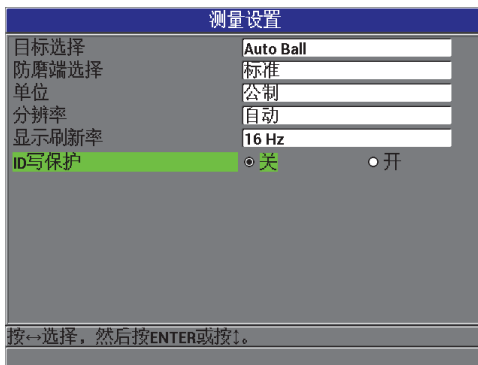 测量设置
目标选择 Auto Ball
防磨端选择 标准
单位 公制
分辨率 自动
显示刷新率 16 Hz
ID写保护 关 开
按↔选择，然后按ENTER或按↕。